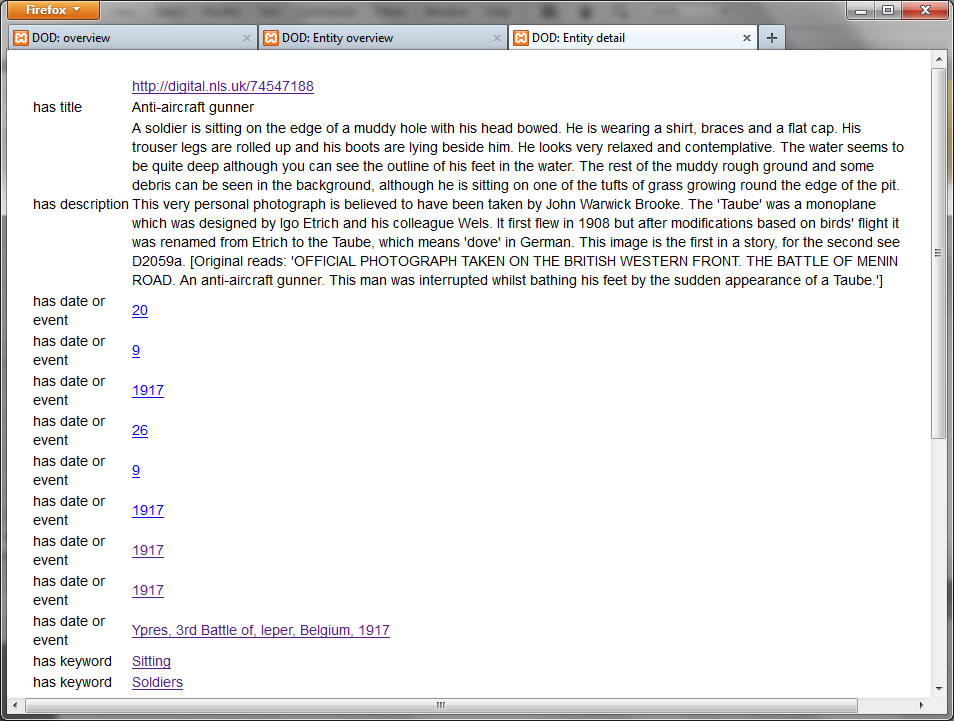 Firefox
DOD: overview
DOD: Entity overview
DOD: Entity detail
http://digital.nls.uk/74547188
has title Anti-aircraft gunner
has description
A soldier is sitting on the edge of a muddy hole with his head bowed. He is wearing a shirt, braces and a flat cap. His
trouser legs are rolled up and his boots are lying beside him. He looks very relaxed and contemplative. The water seems to
be quite deep although you can see the outline of his feet in the water. The rest of the muddy rough ground and some
debris can be seen in the background, although he is sitting on one of the tufts of grass growing round the edge of the pit.
This very personal photograph is believed to have been taken by John Warwick Brooke. The 'Taube' was a monoplane
which was designed by Igo Etrich and his colleague Wels. It first flew in 1908 but after modifications based on birds' flight it
was renamed from Etrich to the Taube, which means 'dove' in German. This image is the first in a story, for the second see
D2059a. [Original reads: 'OFFICIAL PHOTOGRAPH TAKEN ON THE BRITISH WESTERN FRONT. THE BATTLE OF MENIN
ROAD. An anti-aircraft gunner. This man was interrupted whilst bathing his feet by the sudden appearance of a Taube.']
has date or
event
20
has date or
event
9
has date or
event
1917
has date or
event
26
has date or
event
9
has date or
event
1917
has date or
event
1917
has date or
event
1917
has date or
event
Ypres, 3rd Battle of, Ieper, Belgium, 1917
has keyword Sitting
has keyword Soldiers